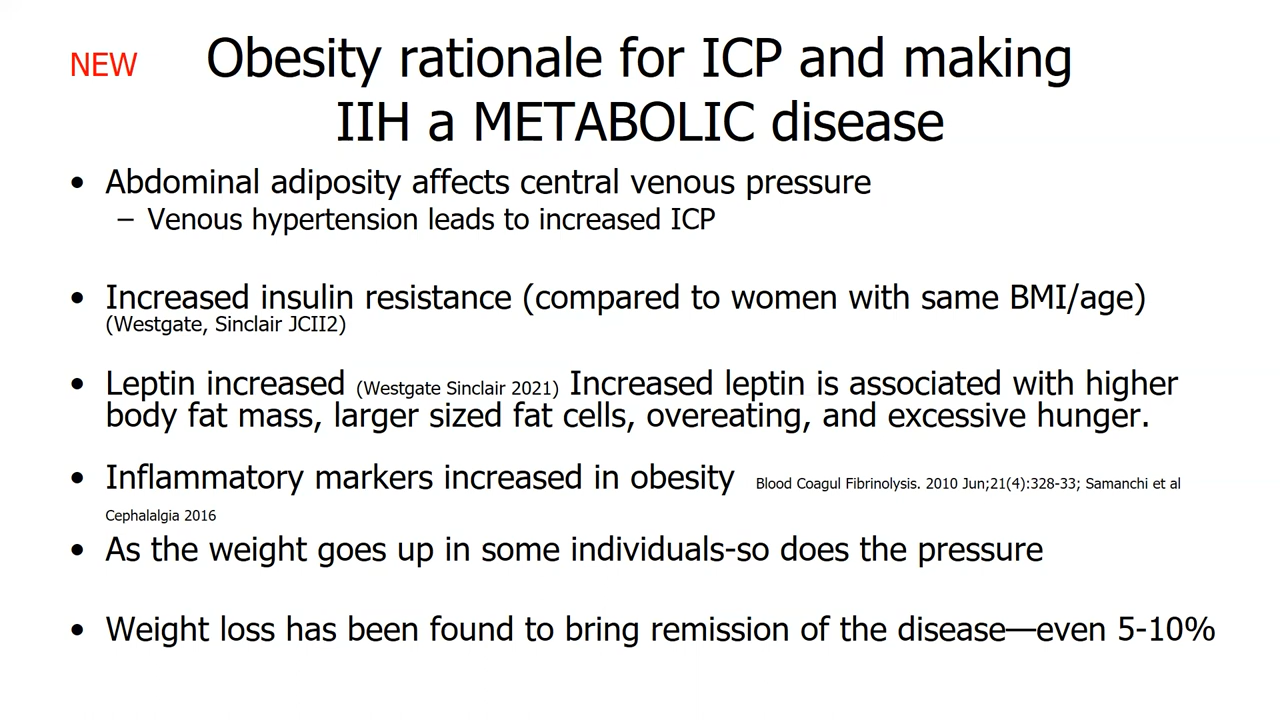 NEW
Obesity rationale for ICP and making
IIH a METABOLIC disease
• Abdominal adiposity affects central venous pressure
– Venous hypertension leads to increased ICP
• Increased insulin resistance (compared to women with same BMI/age)
(Westgate, Sinclair JCII2)
• Leptin increased (Westgate Sinclair 2021) Increased leptin is associated with higher
body fat mass, larger sized fat cells, overeating, and excessive hunger.
• Inflammatory markers increased in obesity Blood Coagul Fibrinolysis. 2010 Jun;21(4):328-33; Samanchi et al
Cephalalgia 2016
• As the weight goes up in some individuals-so does the pressure
• Weight loss has been found to bring remission of the disease—even 5-10%